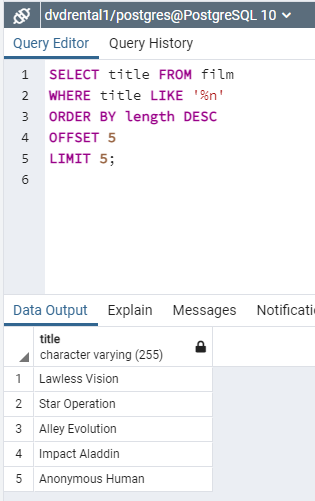 dvdrental1/postgres@PostgreSQL 10
Query Editor Query History
1 SELECT title FROM film
2 WHERE title LIKE '%n'
3 ORDER BY length DESC
4 OFFSET 5
5 LIMIT 5;
6
Data Output Explain Messages Notificati
title
character varying (255)
1 Lawless Vision
2 Star Operation
3 Alley Evolution
4 Impact Aladdin
5 Anonymous Human